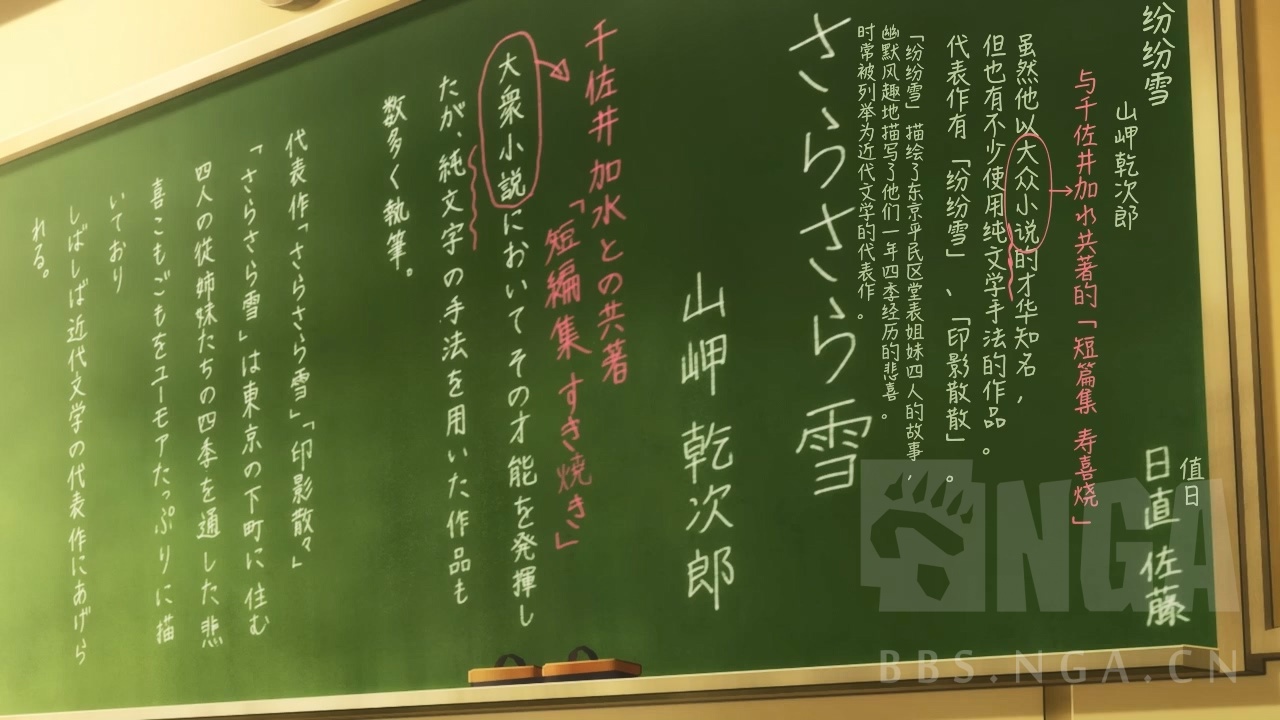 纷纷雪
山岬乾次郎
与千佐井加水共著的「短篇集 寿喜烧」
虽然他以大众小说的才华知名，
但也有不少使用纯文学手法的作品。
代表作有「纷纷雪」、「印影散散」。
「纷纷雪」描绘了东京平民区堂表姐妹四人的故事，
幽默风趣地描写了他们一年四季经历的悲喜。
时常被列举为近代文学的代表作。
值日
日直 佐藤
さらさら雪
山岬 乾次郎
千佐井加水との共著
「短編集 すき焼き」
大衆小説においてその才能を発揮し
たが、純文字の手法を用いた作品も
数多く執筆。
代表作「さらさら雪」「印影散々」
「さらさら雪」は東京の下町に住む
四人の従姉妹たちの四季を通した悲
喜こもごもをユーモアたっぷりに描
いており
しばしば近代文学の代表作にあげら
れる。
NGA
BBS.NGA.CN